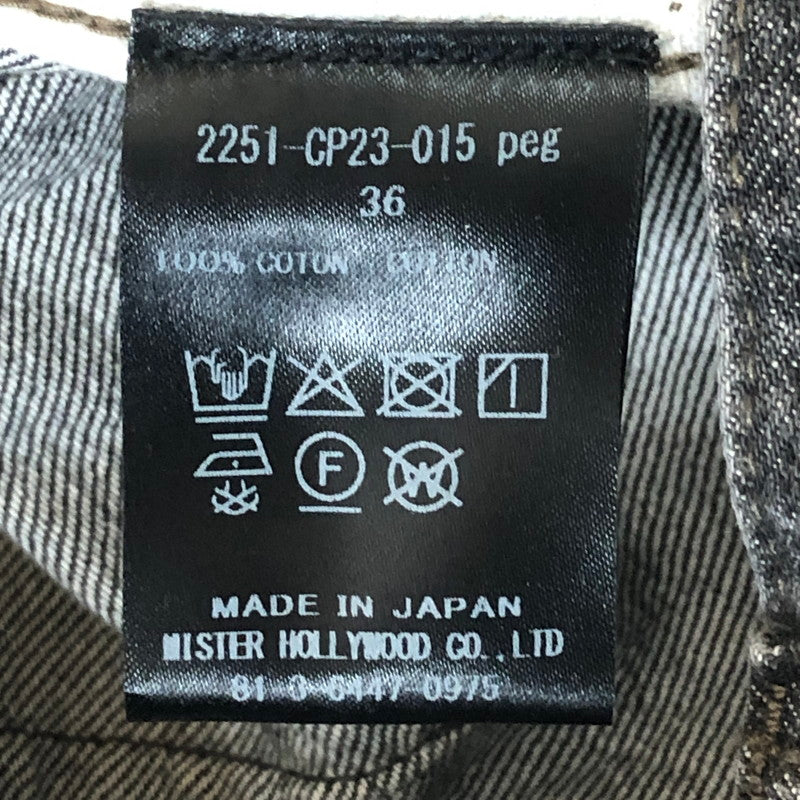 2251-CP23-015 peg
36
100% COTON COTTON
F
W
MADE IN JAPAN
MISTER HOLLYWOOD CO.,LTD
81-3-6447-0975